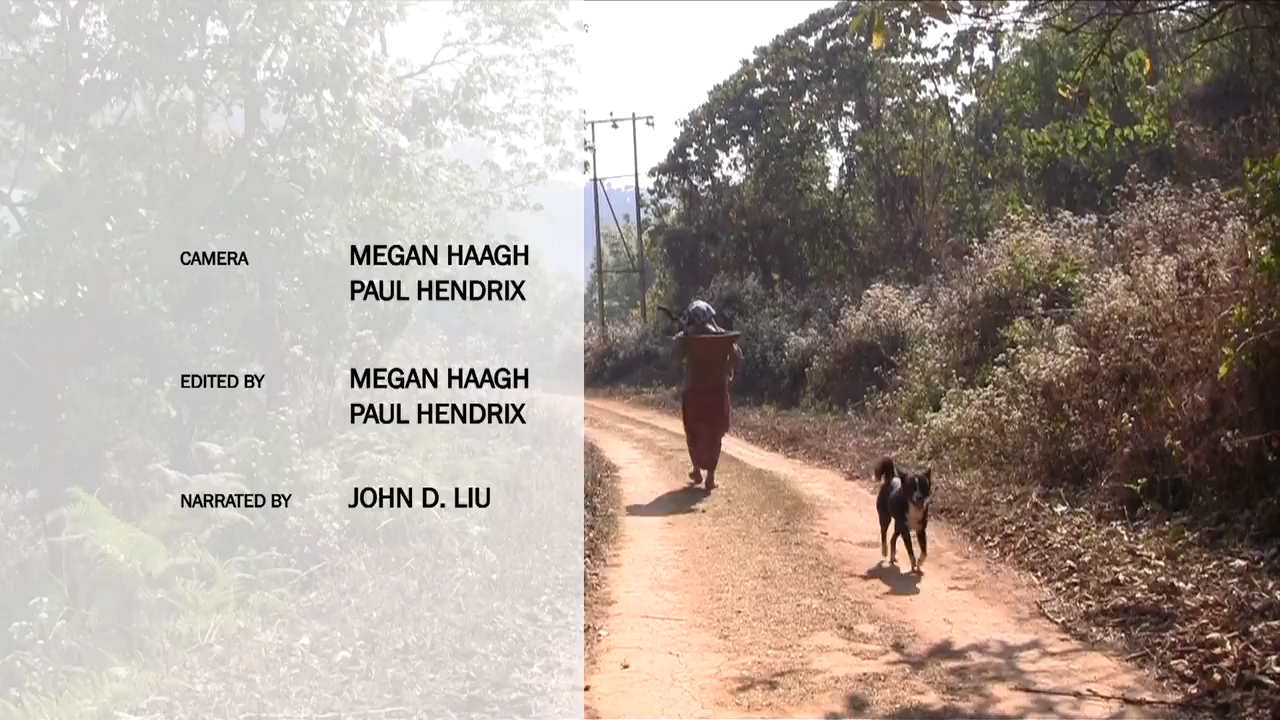 CAMERA MEGAN HAAGH
PAUL HENDRIX
EDITED BY MEGAN HAAGH
PAUL HENDRIX
NARRATED BY JOHN D. LIU